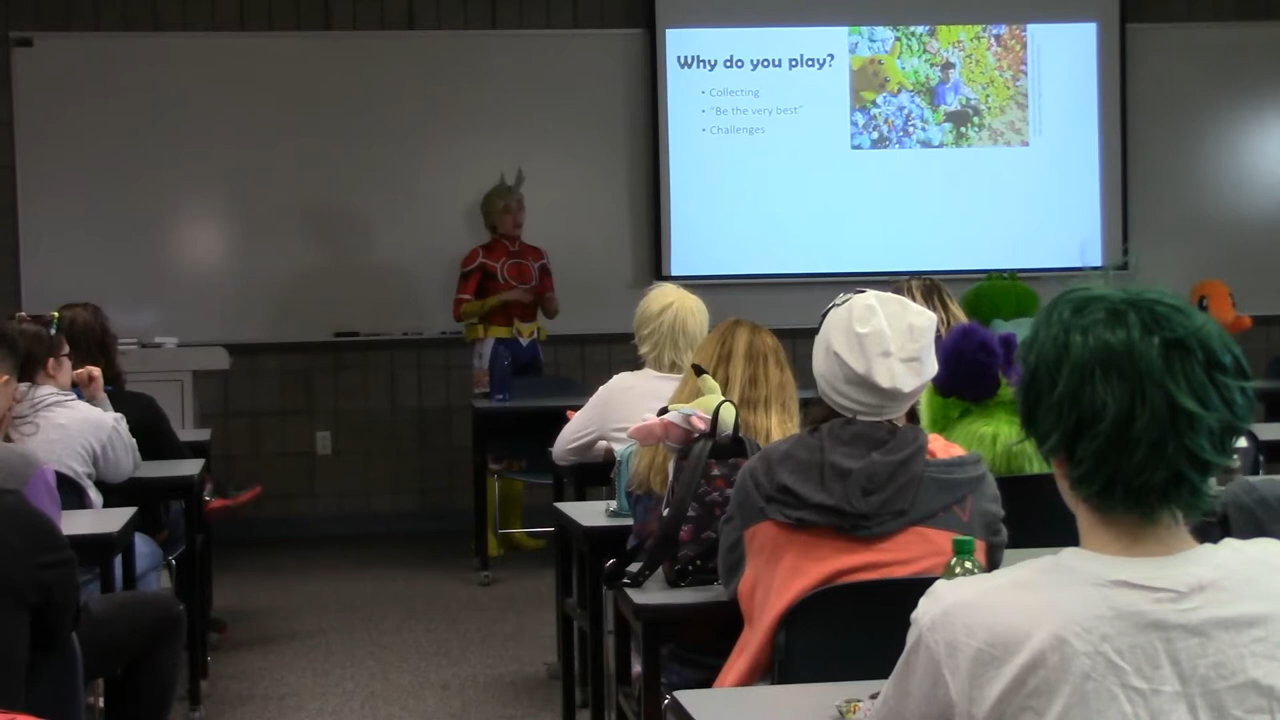 Why do you play?
• Collecting
• "Be the very best"
• Challenges